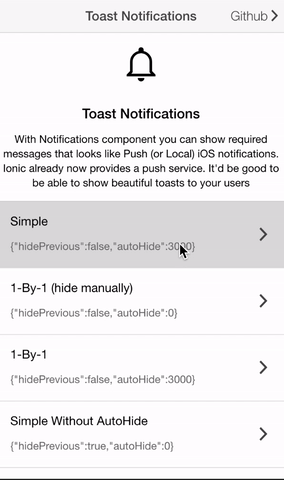 Toast Notifications
Github
Toast Notifications
With Notifications component you can show required
messages that looks like Push (or Local) iOS notifications.
Ionic already now provides a push service. It'd be good to
be able to show beautiful toasts to your users
Simple
{"hidePrevious":false,"autoHide":3000}
1-By-1 (hide manually)
{"hidePrevious":false,"autoHide":0}
1-By-1
{"hidePrevious":false,"autoHide":3000}
Simple Without AutoHide
{"hidePrevious":true,"autoHide":0}